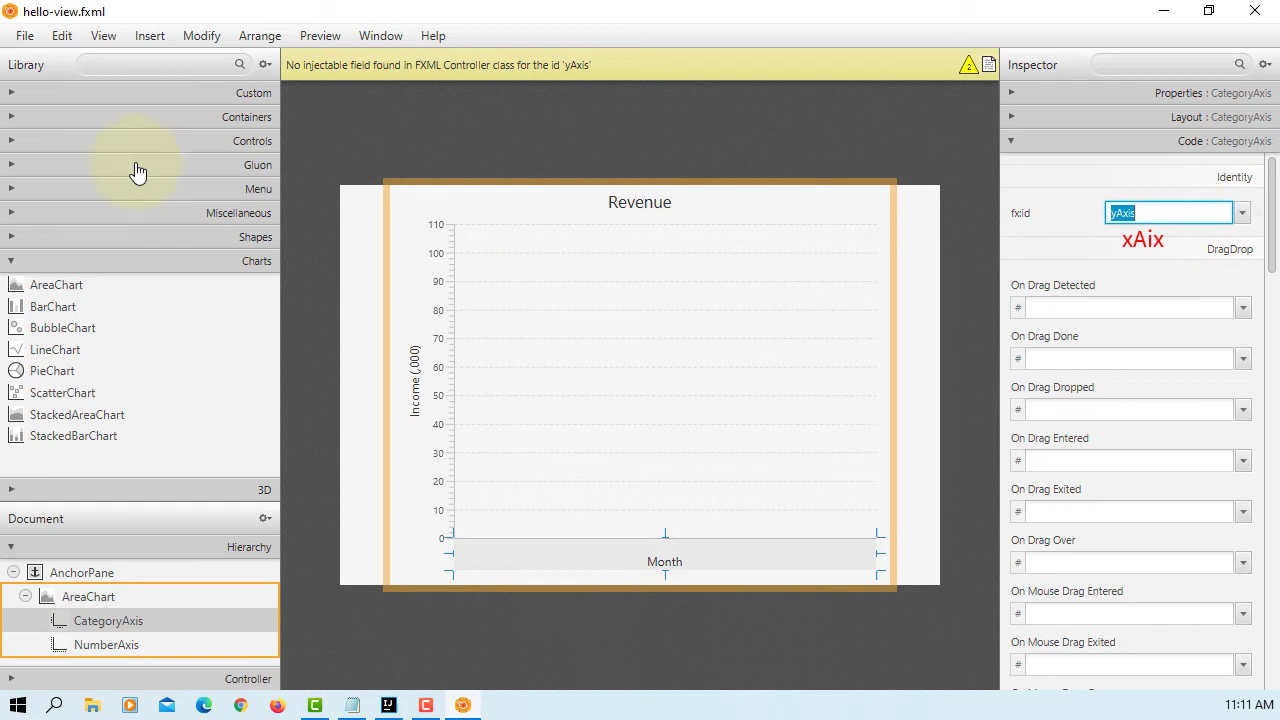 hello-view.fxml
File Edit View Insert Modify Arrange Preview Window Help
Library
Custom
Containers
Controls
Gluon
Menu
Miscellaneous
Shapes
Charts
AreaChart
BarChart
BubbleChart
LineChart
PieChart
ScatterChart
StackedAreaChart
StackedBarChart
3D
Document
Hierarchy
AnchorPane
AreaChart
CategoryAxis
NumberAxis
Controller
No injectable field found in FXML Controller class for the id 'yAxis'
2
Revenue
110
100
90
80
70
60
50
40
30
20
10
0
Income (,000)
Month
Inspector
Properties : CategoryAxis
Layout : CategoryAxis
Code : CategoryAxis
Identity
fx:id yAxis
xAix
DragDrop
On Drag Detected
#
On Drag Done
#
On Drag Dropped
#
On Drag Entered
#
On Drag Exited
#
On Drag Over
#
On Mouse Drag Entered
#
On Mouse Drag Exited
#
11:11 AM